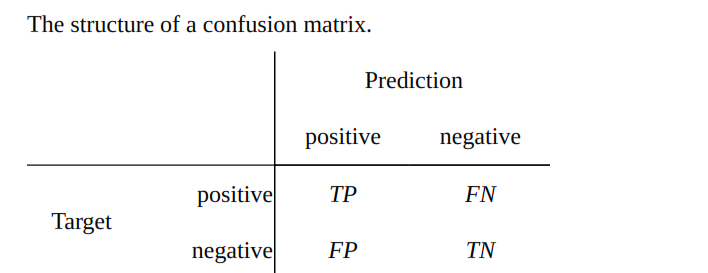 The structure of a confusion matrix.
Prediction
positive negative
positive TP FN
Target
negative FP TN